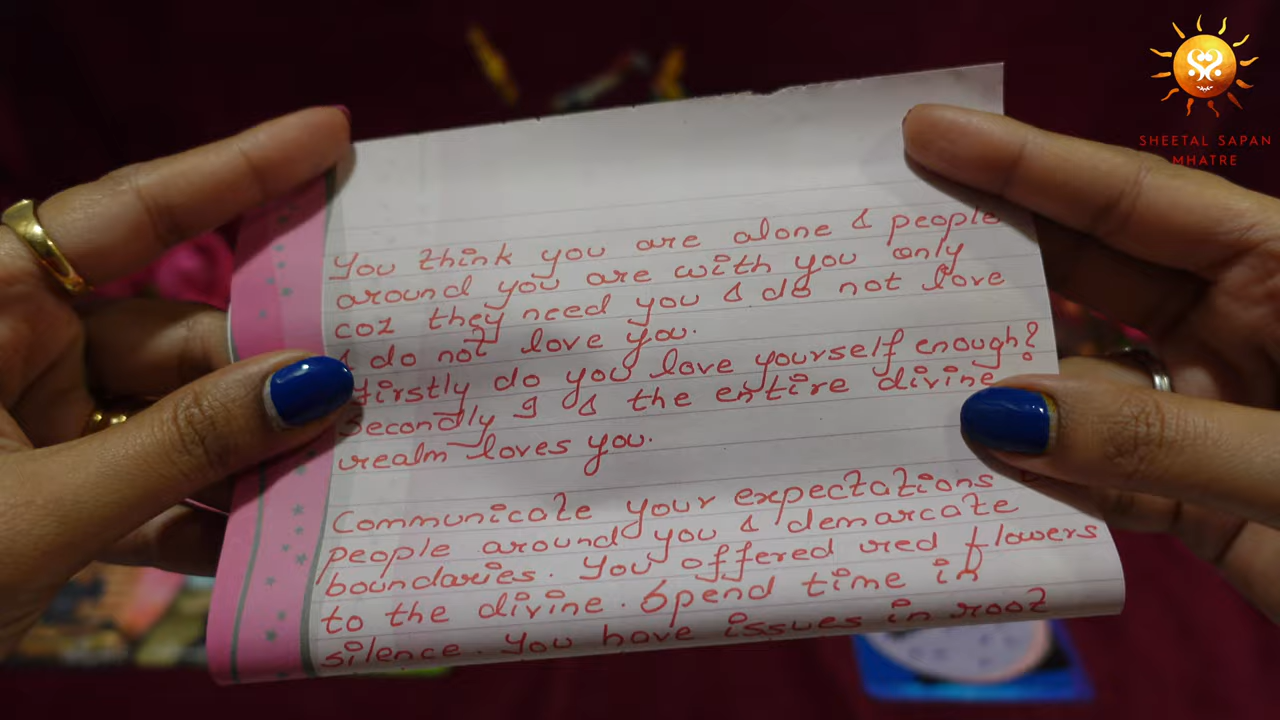 You think you are alone & people
around you are with you only
coz they need you & do not love
& do not love you.
firstly do you love yourself enough?
Secondly I & the entire divine
realm loves you.
Communicate your expectations
people around you & demarcate
boundaries. You offered red flowers
to the divine. Spend time in
silence. You have issues in root
SHEETAL SAPAN
MHATRE